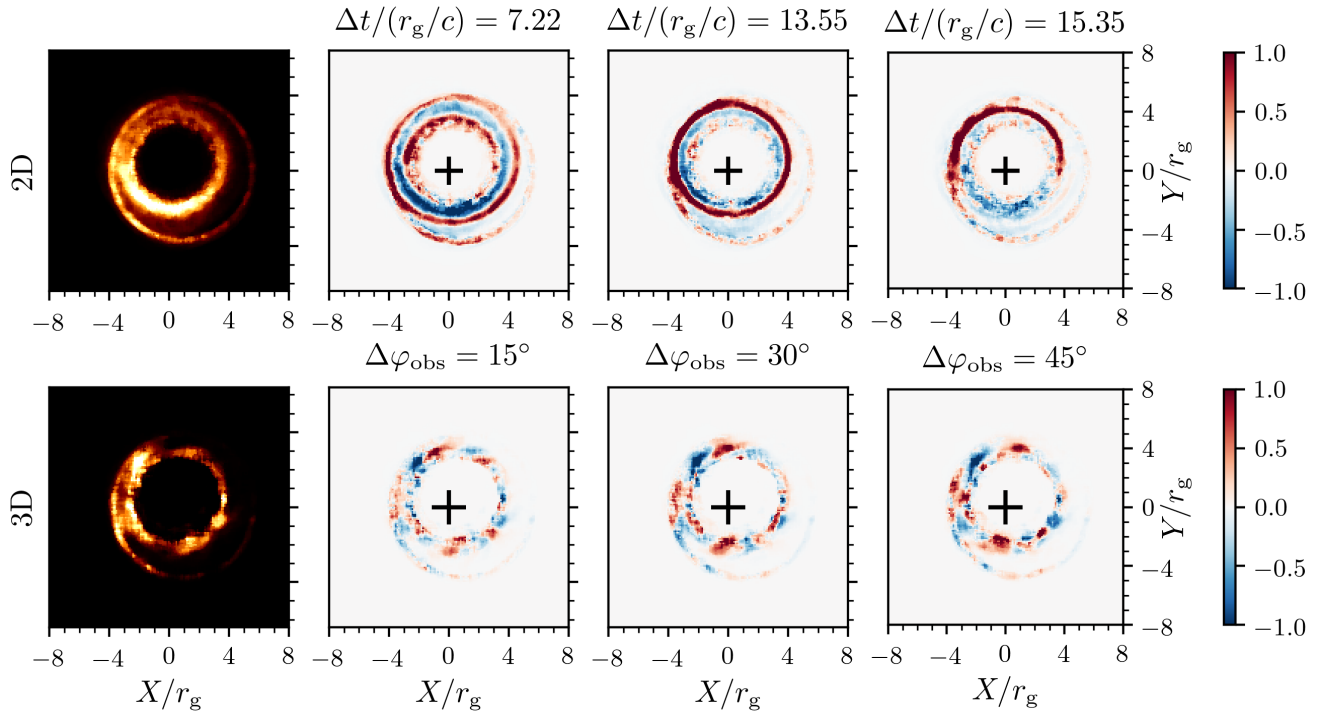 Δt/(r_g/c) = 7.22 Δt/(r_g/c) = 13.55 Δt/(r_g/c) = 15.35
2D
8
4
0
−4
−8
Y/r_g
1.0
0.5
0.0
−0.5
−1.0
−8 −4 0 4 8 −8 −4 0 4 8 −8 −4 0 4 8 −8 −4 0 4 8
Δφ_obs = 15° Δφ_obs = 30° Δφ_obs = 45°
3D
8
4
0
−4
−8
Y/r_g
1.0
0.5
0.0
−0.5
−1.0
−8 −4 0 4 8 −8 −4 0 4 8 −8 −4 0 4 8 −8 −4 0 4 8
X/r_g X/r_g X/r_g X/r_g